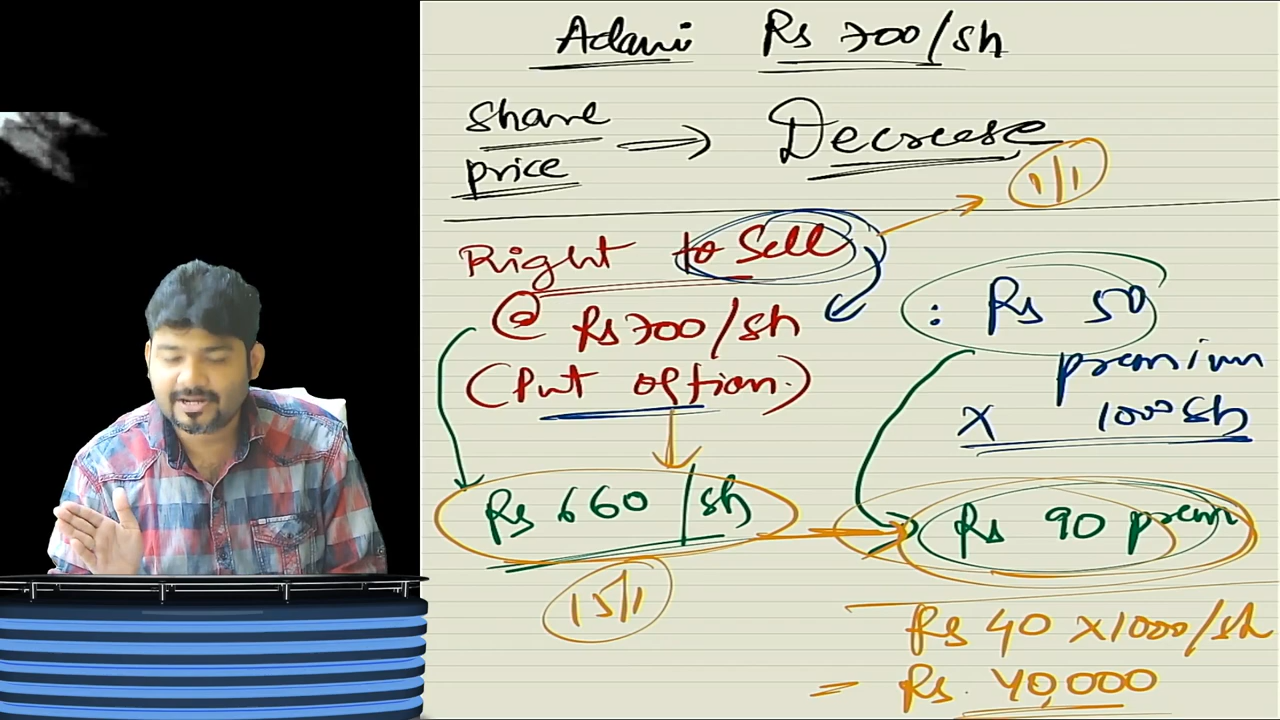 Adani Rs 700/sh
Share price ⇒ Decrease
1/1
Right to Sell
@ Rs 700/sh
(Put option.)
: Rs 50
premium
x 1000 sh
Rs 660/sh
Rs 90 prem
15/1
Rs 40 x1000/sh
= Rs. 40,000